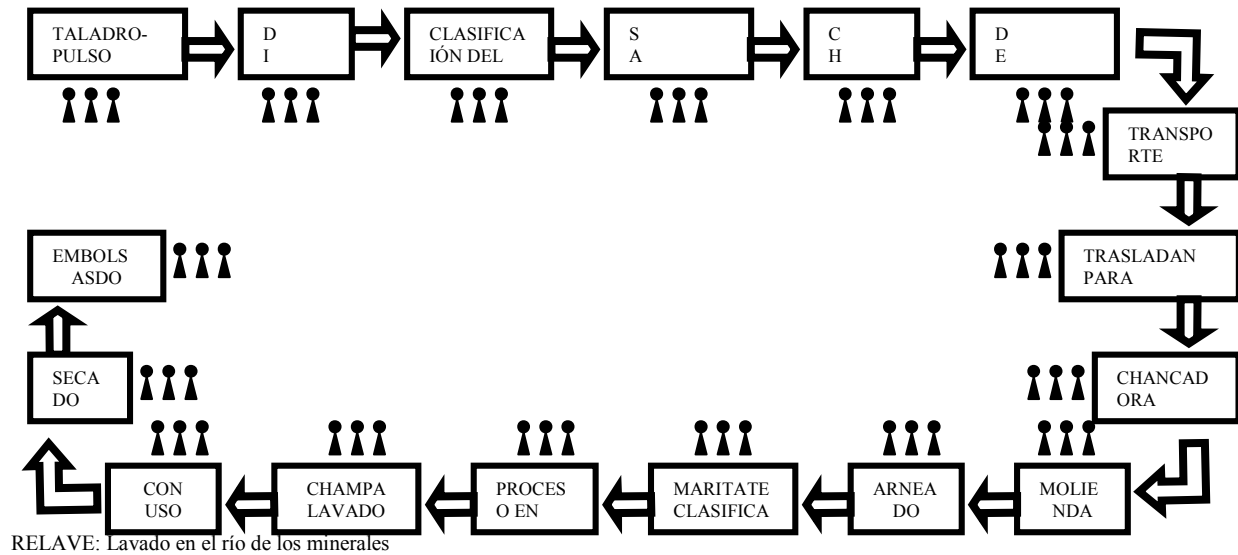 TALADRO-
PULSO
D
I
CLASIFICA
IÓN DEL
S
A
C
H
D
E
TRANSPO
RTE
TRASLADAN
PARA
CHANCAD
ORA
MOLIE
NDA
ARNEA
DO
MARITATE
CLASIFICA
PROCES
O EN
CHAMPA
LAVADO
CON
USO
SECA
DO
EMBOLS
ASDO
RELAVE: Lavado en el río de los minerales